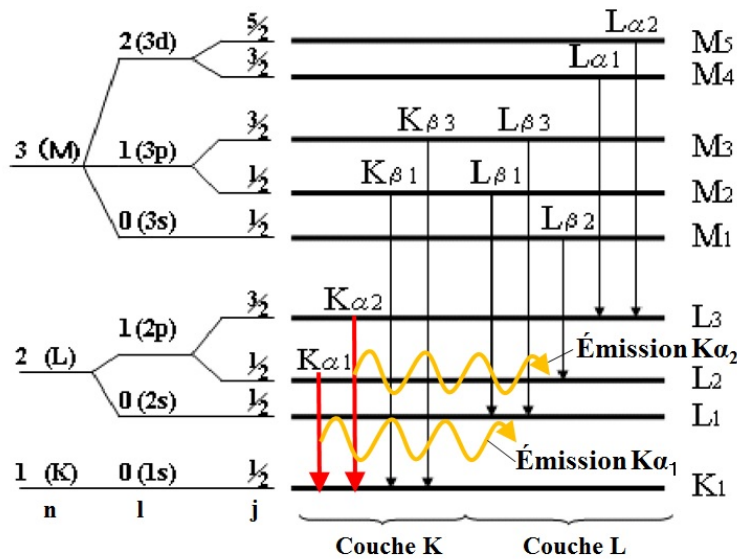 5/2 Lα2 M5
2 (3d) 3/2 Lα1 M4
3 (M) 1 (3p) 3/2 Kβ3 Lβ3 M3
1/2 Kβ1 Lβ1 M2
0 (3s) 1/2 Lβ2 M1
3/2 Kα2 L3
2 (L) 1 (2p) 1/2 Kα1 Émission Kα2 L2
0 (2s) 1/2 L1
Émission Kα1
1 (K) 0 (1s) 1/2 K1
n l j
Couche K Couche L